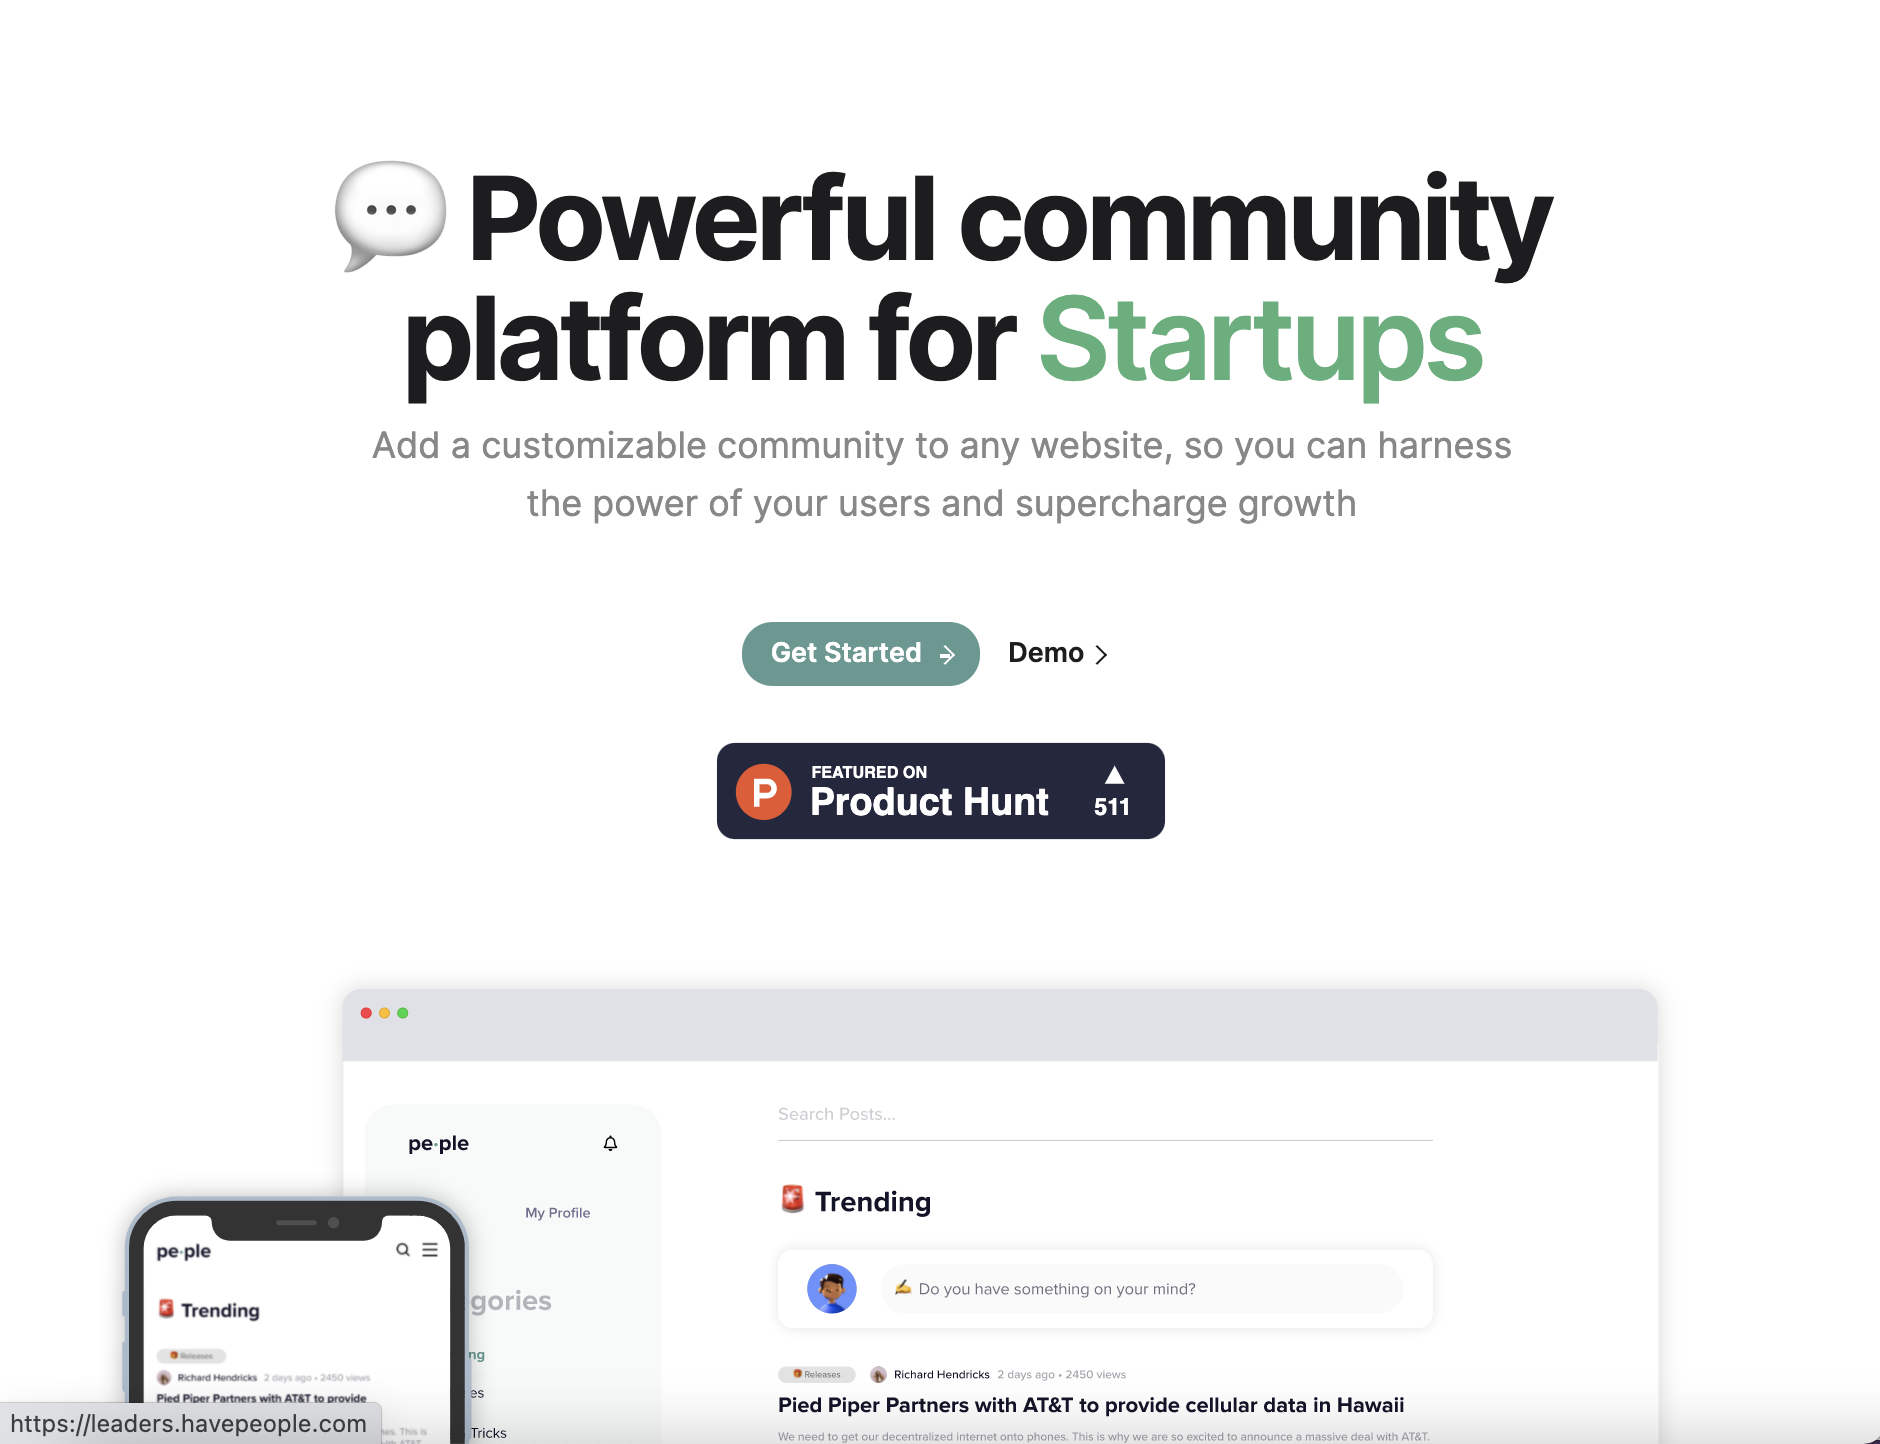 💬 Powerful community
platform for Startups
Add a customizable community to any website, so you can harness
the power of your users and supercharge growth
Get Started →
Demo >
FEATURED ON
Product Hunt
▲
511
Search Posts...
pe•ple
My Profile
🚨 Trending
gories
✍️ Do you have something on your mind?
ng
es
Tricks
Releases
Richard Hendricks 2 days ago • 2450 views
Pied Piper Partners with AT&T to provide cellular data in Hawaii
We need to get our decentralized internet onto phones. This is why we are so excited to announce a massive deal with AT&T.
pe•ple
🚨 Trending
Releases
Richard Hendricks 2 days ago • 2450 views
Pied Piper Partners with AT&T to provide
nes. This is
https://leaders.havepeople.com